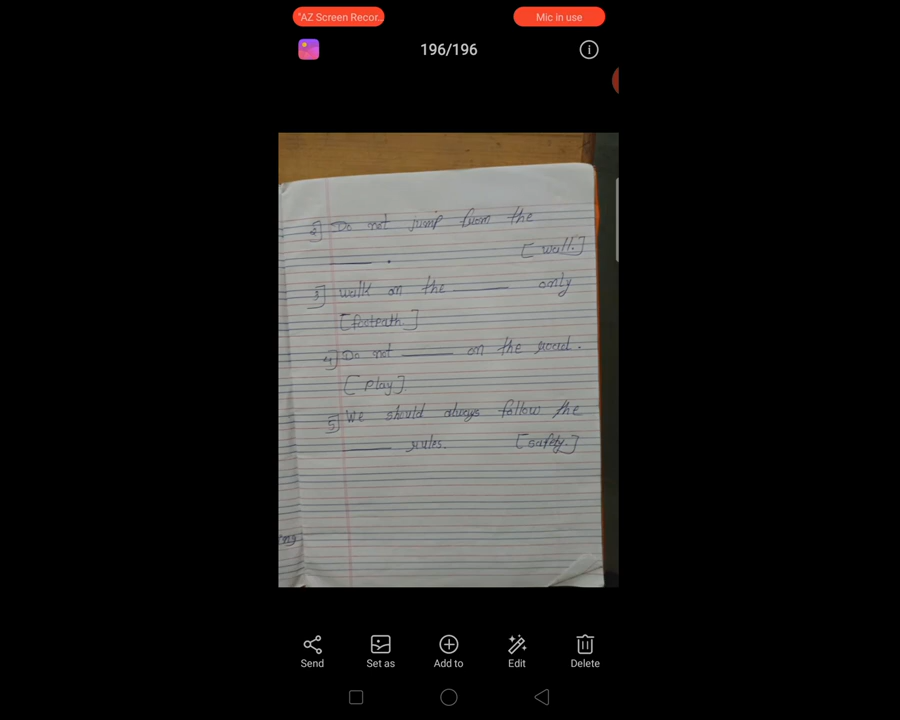 "AZ Screen Recor...
Mic in use
196/196
2] Do not jump from the
______ . [wall.]
3] walk on the ______ only
[footpath.]
4] Do not ______ on the road.
[play].
5] We should always follow the
______ rules. [safety.]
Send
Set as
Add to
Edit
Delete